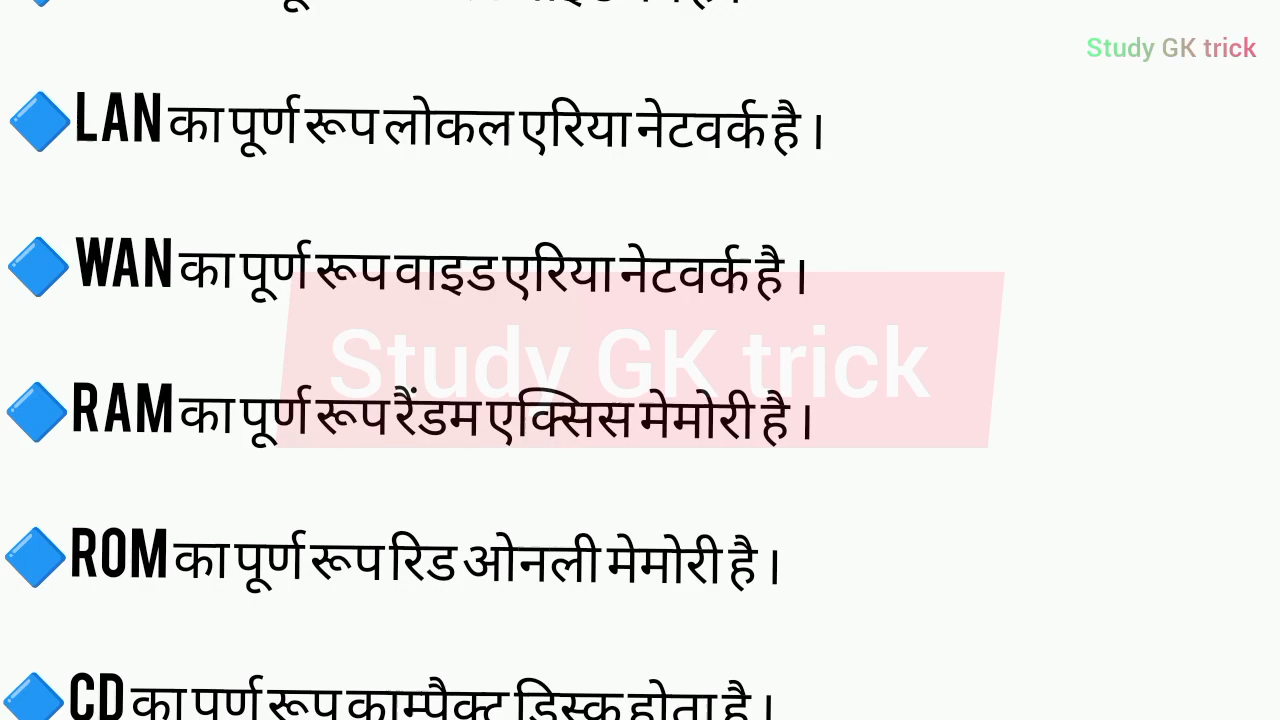 Study GK trick
LAN का पूर्ण रूप लोकल एरिया नेटवर्क है ।
WAN का पूर्ण रूप वाइड एरिया नेटवर्क है ।
Study GK trick
RAM का पूर्ण रूप रैंडम एक्सिस मेमोरी है ।
ROM का पूर्ण रूप रिड ओनली मेमोरी है ।
CD का पूर्ण रूप काम्पैक्ट डिस्क होता है ।